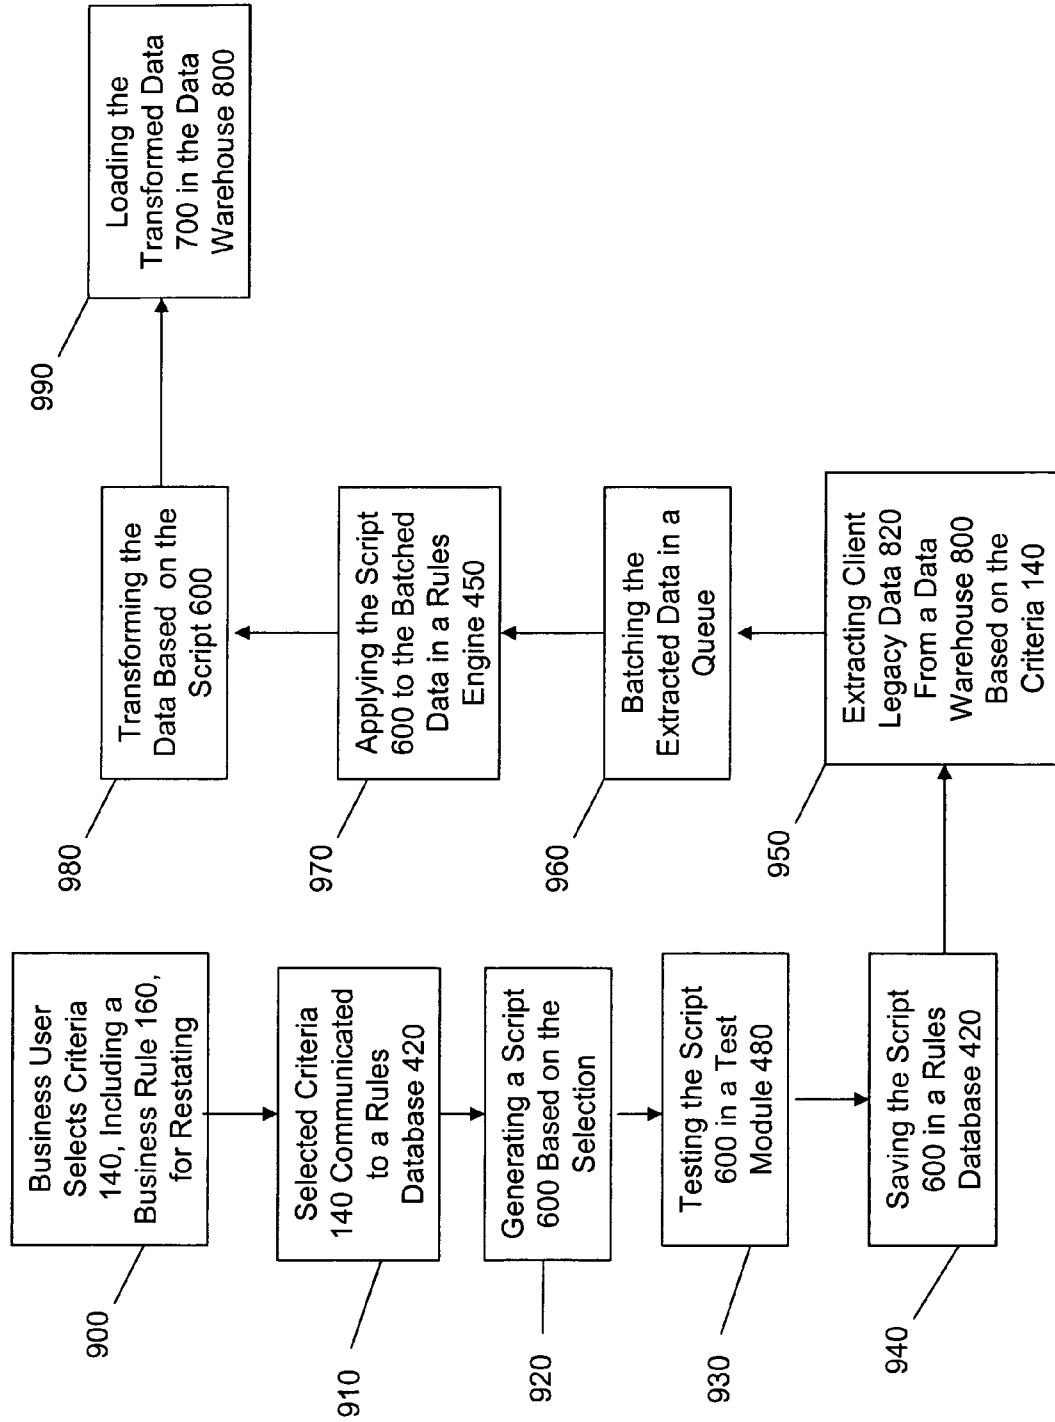 900
Business User
Selects Criteria
140, Including a
Business Rule 160,
for Restating
910
Selected Criteria
140 Communicated
to a Rules
Database 420
920
Generating a Script
600 Based on the
Selection
930
Testing the Script
600 in a Test
Module 480
940
Saving the Script
600 in a Rules
Database 420
950
Extracting Client
Legacy Data 820
From a Data
Warehouse 800
Based on the
Criteria 140
960
Batching the
Extracted Data in a
Queue
970
Applying the Script
600 to the Batched
Data in a Rules
Engine 450
980
Transforming the
Data Based on the
Script 600
990
Loading the
Transformed Data
700 in the Data
Warehouse 800